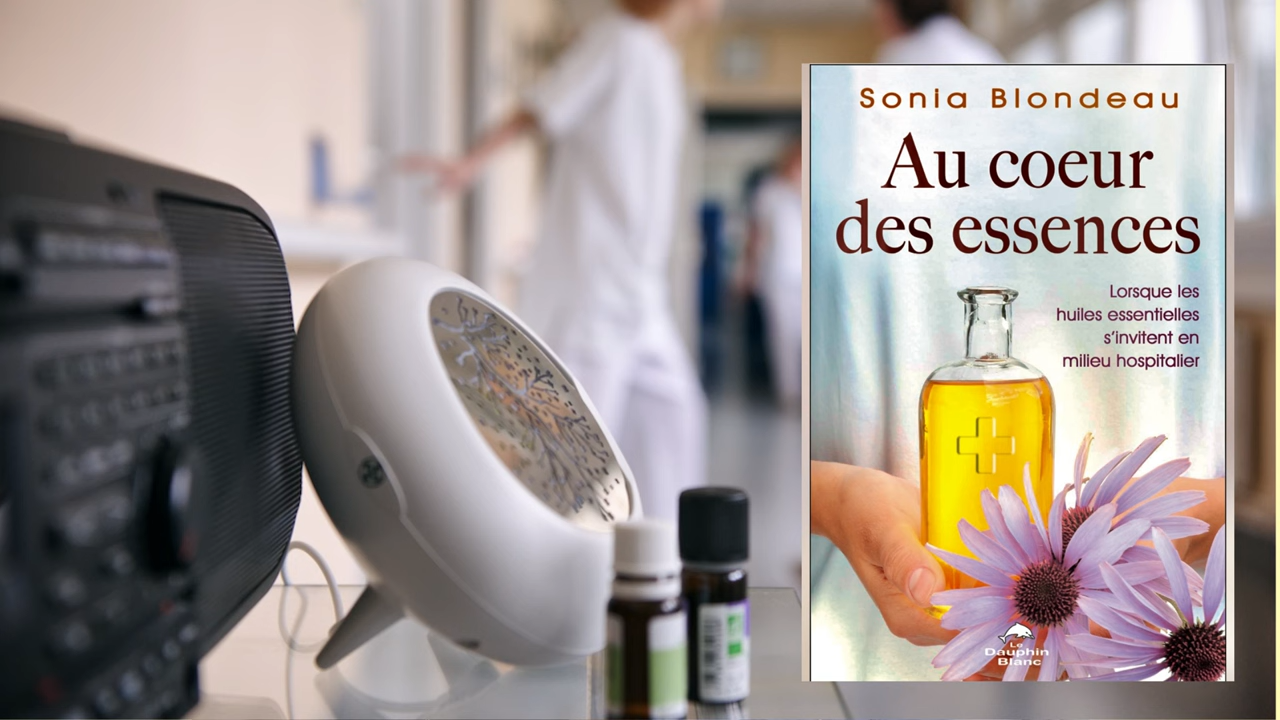 Sonia Blondeau
Au coeur
des essences
Lorsque les
huiles essentielles
s'invitent en
milieu hospitalier
Le
Dauphin
Blanc